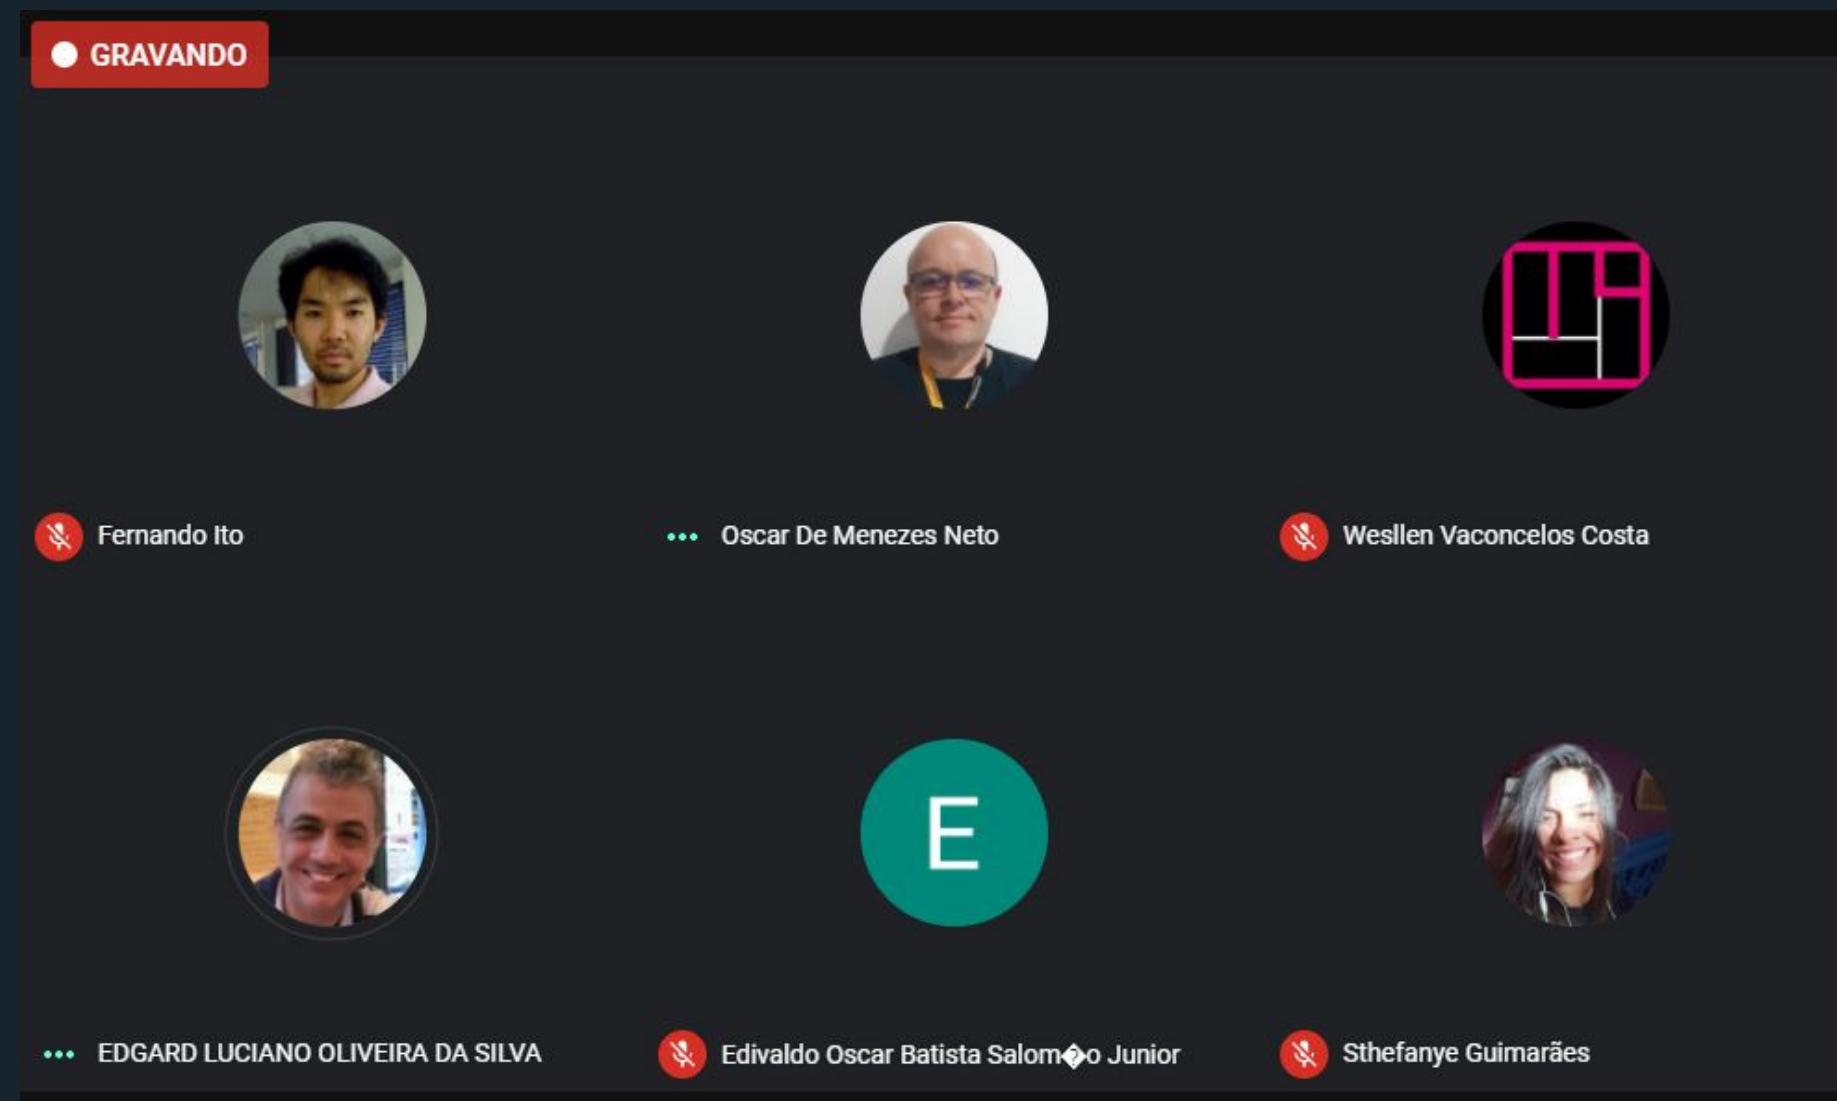 GRAVANDO
Fernando Ito
Oscar De Menezes Neto
Wesllen Vaconcelos Costa
E
EDGARD LUCIANO OLIVEIRA DA SILVA
Edivaldo Oscar Batista Salom�o Junior
Sthefanye Guimarães